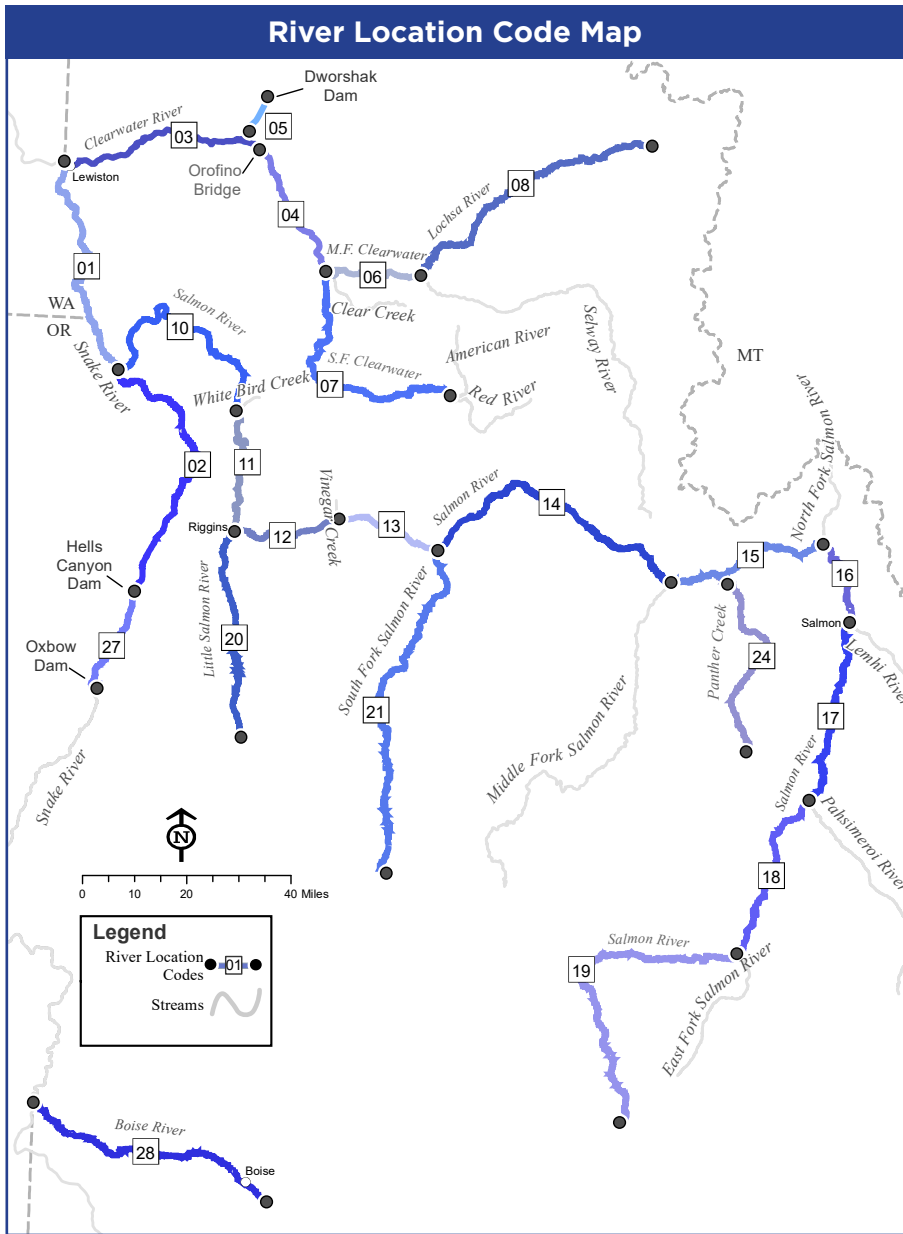 River Location Code Map
Dworshak
Dam
Clearwater River
05
03
Orofino
Bridge
Lewiston
08
Lochsa River
04
M.F. Clearwater
06
01
WA
OR
Salmon River
10
Clear Creek
Selway River
American River
MT
Snake River
S.F. Clearwater
07
White Bird Creek
Red River
North Fork Salmon River
02
11
Vinegar Creek
Salmon River
14
Riggins
12
13
Hells
Canyon
Dam
15
16
Little Salmon River
South Fork Salmon River
Salmon
Oxbow
Dam
27
20
Panther Creek
24
Lemhi River
21
17
Middle Fork Salmon River
Salmon River
Snake River
Pahsimeroi River
N
18
0
10
20
40 Miles
Legend
River Location
Codes
01
Streams
Salmon River
19
East Fork Salmon River
Boise River
28
Boise